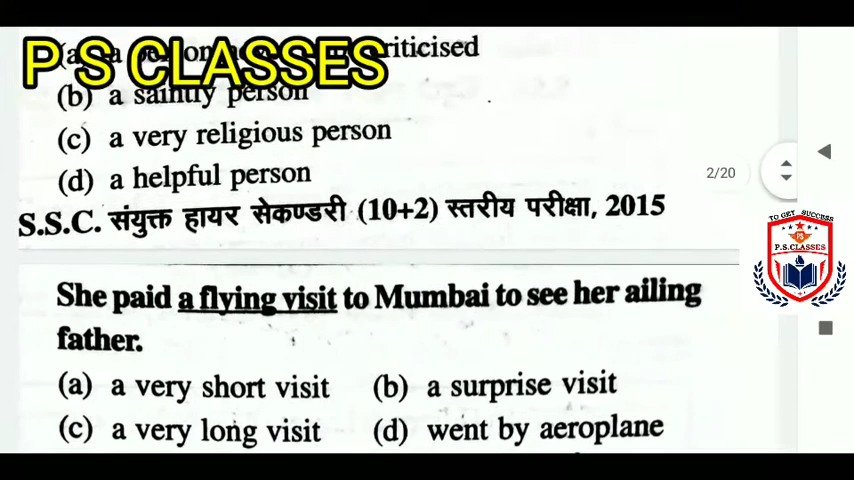 P S CLASSES
(a) a criticised
(b) a saintly person
(c) a very religious person
(d) a helpful person
2/20
S.S.C. संयुक्त हायर सेकण्डरी (10+2) स्तरीय परीक्षा, 2015
TO GET SUCCESS
PS
P.S.CLASSES
She paid a flying visit to Mumbai to see her ailing
father.
(a) a very short visit (b) a surprise visit
(c) a very long visit (d) went by aeroplane